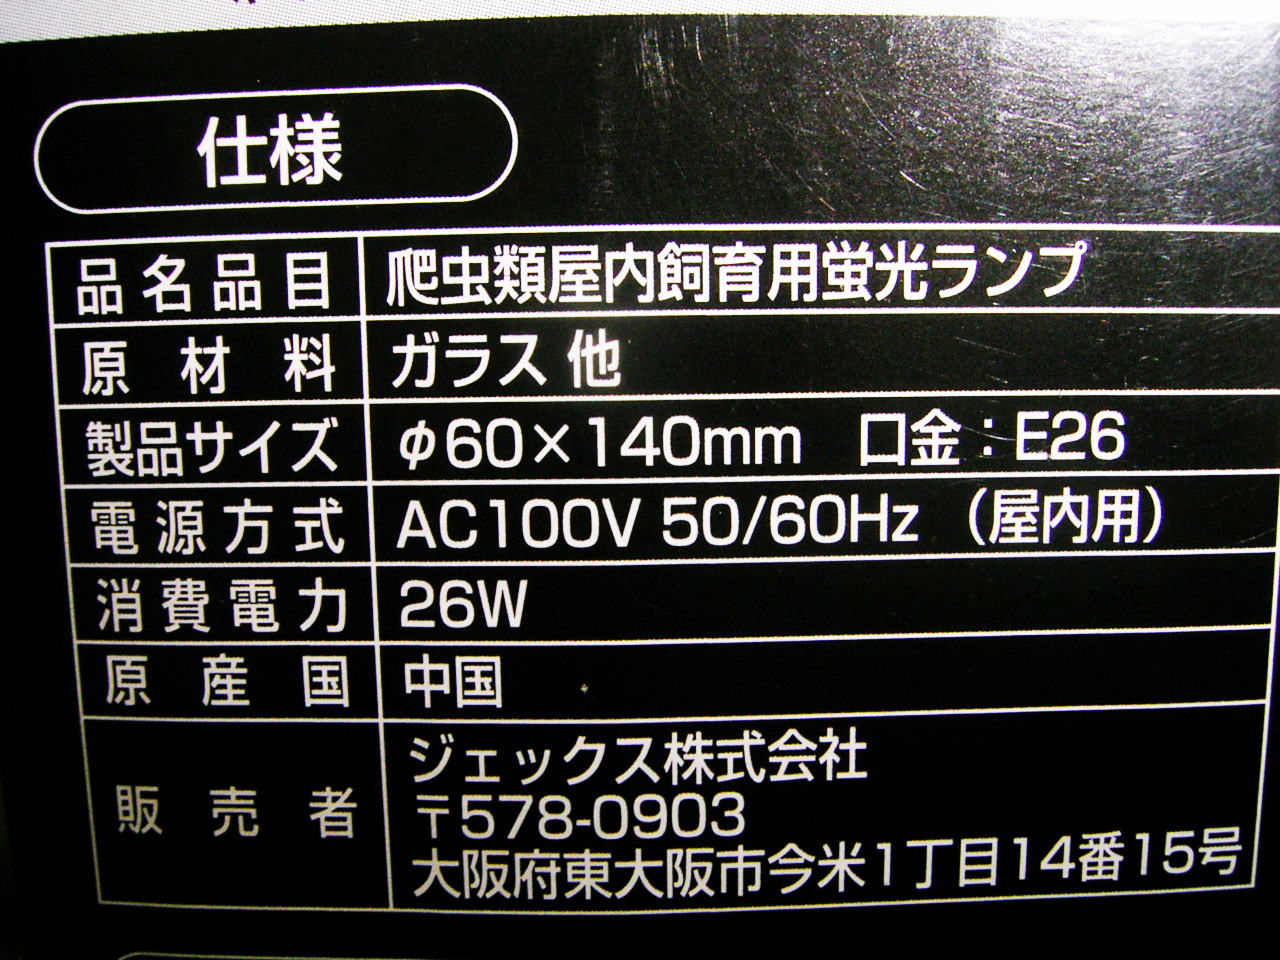 仕様
品名品目 爬虫類屋内飼育用蛍光ランプ
原材料 ガラス 他
製品サイズ φ60×140mm 口金：E26
電源方式 AC100V 50/60Hz （屋内用）
消費電力 26W
原産国 中国
販売者 ジェックス株式会社
〒578-0903
大阪府東大阪市今米1丁目14番15号